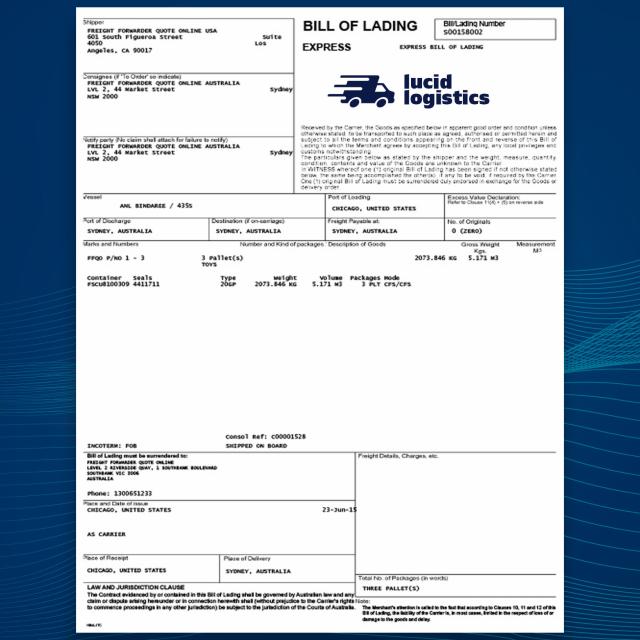 Shipper
FREIGHT FORWARDER QUOTE ONLINE USA
601 South Figueroa Street Suite
4050 Los
Angeles, CA 90017
BILL OF LADING
EXPRESS
Bill/Lading Number
S00158002
EXPRESS BILL OF LADING
lucid
logistics
Consignee (if 'To Order' so indicate)
FREIGHT FORWARDER QUOTE ONLINE AUSTRALIA
LVL 2, 44 Market Street Sydney
NSW 2000
Notify party (No claim shall attach for failure to notify)
FREIGHT FORWARDER QUOTE ONLINE AUSTRALIA
LVL 2, 44 Market Street Sydney
NSW 2000
Received by the Carrier, the Goods as specified below in apparent good order and condition unless
otherwise stated, to be transported to such place as agreed, authorised or permitted herein and
subject to all the terms and conditions appearing on the front and reverse of this Bill of
Lading to which the Merchant agrees by accepting this Bill of Lading, any local privileges and
customs notwithstanding.
The particulars given below as stated by the shipper and the weight, measure, quantity,
condition, contents and value of the Goods are unknown to the Carrier.
In WITNESS whereof one (1) original Bill of Lading has been signed if not otherwise stated
below, the same being accomplished the other(s), if any, to be void. If required by the Carrier
One (1) original Bill of Lading must be surrendered duly endorsed in exchange for the Goods or
delivery order.
Vessel
ANL BINDAREE / 435S
Port of Loading
CHICAGO, UNITED STATES
Excess Value Declaration:
Refer to Clause 11(4) + (5) on reverse side
Port of Discharge
SYDNEY, AUSTRALIA
Destination (if on-carriage)
SYDNEY, AUSTRALIA
Freight Payable at:
SYDNEY, AUSTRALIA
No. of Originals
0 (ZERO)
Marks and Numbers Number and Kind of packages Description of Goods Gross Weight Measurement
Kgs. M3
FFQO P/NO 1 - 3 3 Pallet(s) 2073.846 KG 5.171 M3
TOYS
Container Seals Type Weight Volume Packages Mode
FSCU8100309 4411711 20GP 2073.846 KG 5.171 M3 3 PLT CFS/CFS
Consol Ref: C00001528
INCOTERM: FOB SHIPPED ON BOARD
Bill of Lading must be surrendered to:
FREIGHT FORWARDER QUOTE ONLINE
LEVEL 2 RIVERSIDE QUAY, 1 SOUTHBANK BOULEVARD
SOUTHBANK VIC 3006
AUSTRALIA
Phone: 1300651233
Freight Details, Charges, etc.
Place and Date of issue
CHICAGO, UNITED STATES 23-Jun-15
AS CARRIER
Place of Receipt
CHICAGO, UNITED STATES
Place of Delivery
SYDNEY, AUSTRALIA
Total No. of Packages (in words)
THREE PALLET(S)
LAW AND JURISDICTION CLAUSE
The Contract evidenced by or contained in this Bill of Lading shall be governed by Australian law and any
claim or dispute arising hereunder or in connection herewith shall (without prejudice to the Carrier's rights
to commence proceedings in any other jurisdiction) be subject to the jurisdiction of the Courts of Australia.
Note:
The Merchant's attention is called to the fact that according to Clauses 10, 11 and 12 of this
Bill of Lading, the liability of the Carrier is, in most cases, limited in the respect of loss or
damage to the goods and delay.